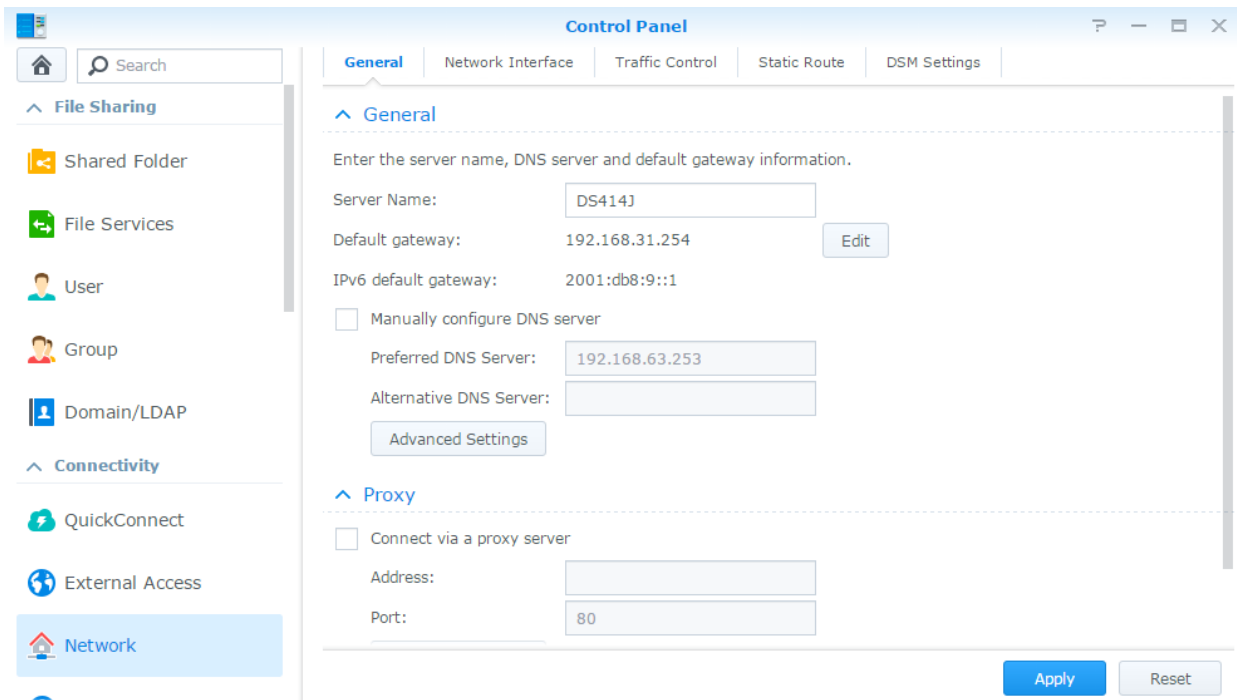 Control Panel
Search
File Sharing
Shared Folder
File Services
User
Group
Domain/LDAP
Connectivity
QuickConnect
External Access
Network
General Network Interface Traffic Control Static Route DSM Settings
General
Enter the server name, DNS server and default gateway information.
Server Name: DS414J
Default gateway: 192.168.31.254 Edit
IPv6 default gateway: 2001:db8:9::1
Manually configure DNS server
Preferred DNS Server: 192.168.63.253
Alternative DNS Server:
Advanced Settings
Proxy
Connect via a proxy server
Address:
Port: 80
Apply Reset